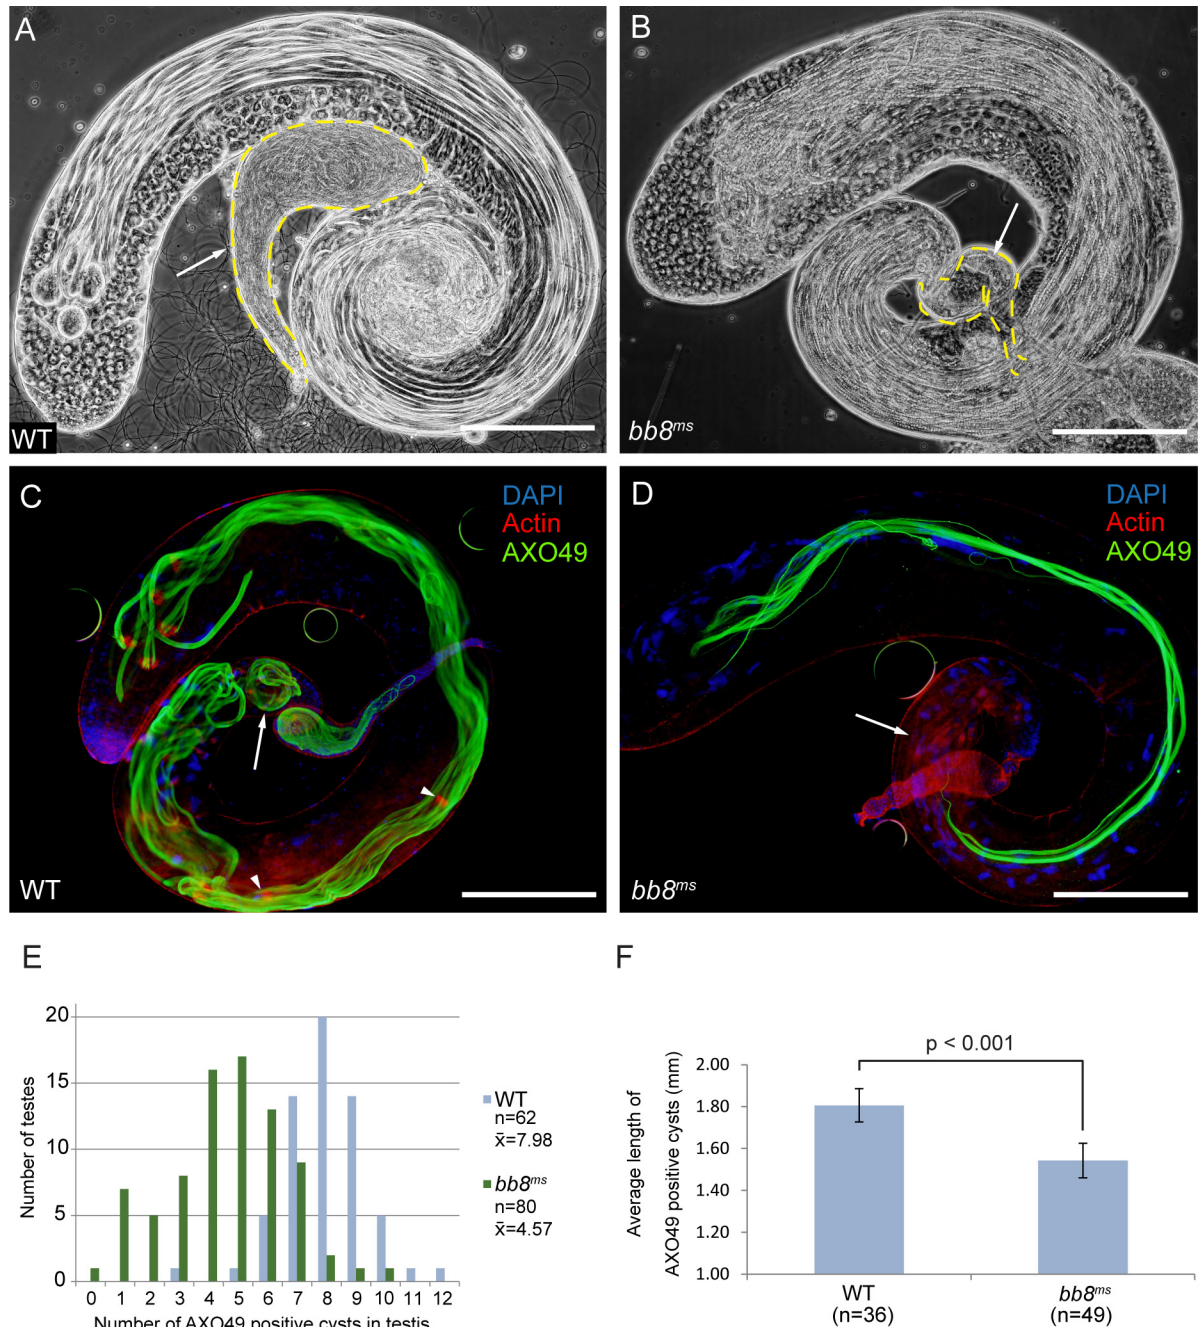 A
WT
B
bb8ms
C
DAPI
Actin
AXO49
WT
D
DAPI
Actin
AXO49
bb8ms
E
20
15
10
5
0
Number of testes
0 1 2 3 4 5 6 7 8 9 10 11 12
Number of AXO49 positive cysts in testis
WT
n=62
x̄=7.98
bb8ms
n=80
x̄=4.57
F
p < 0.001
Average length of
AXO49 positive cysts (mm)
2.00
1.80
1.60
1.40
1.20
1.00
WT
(n=36)
bb8ms
(n=49)